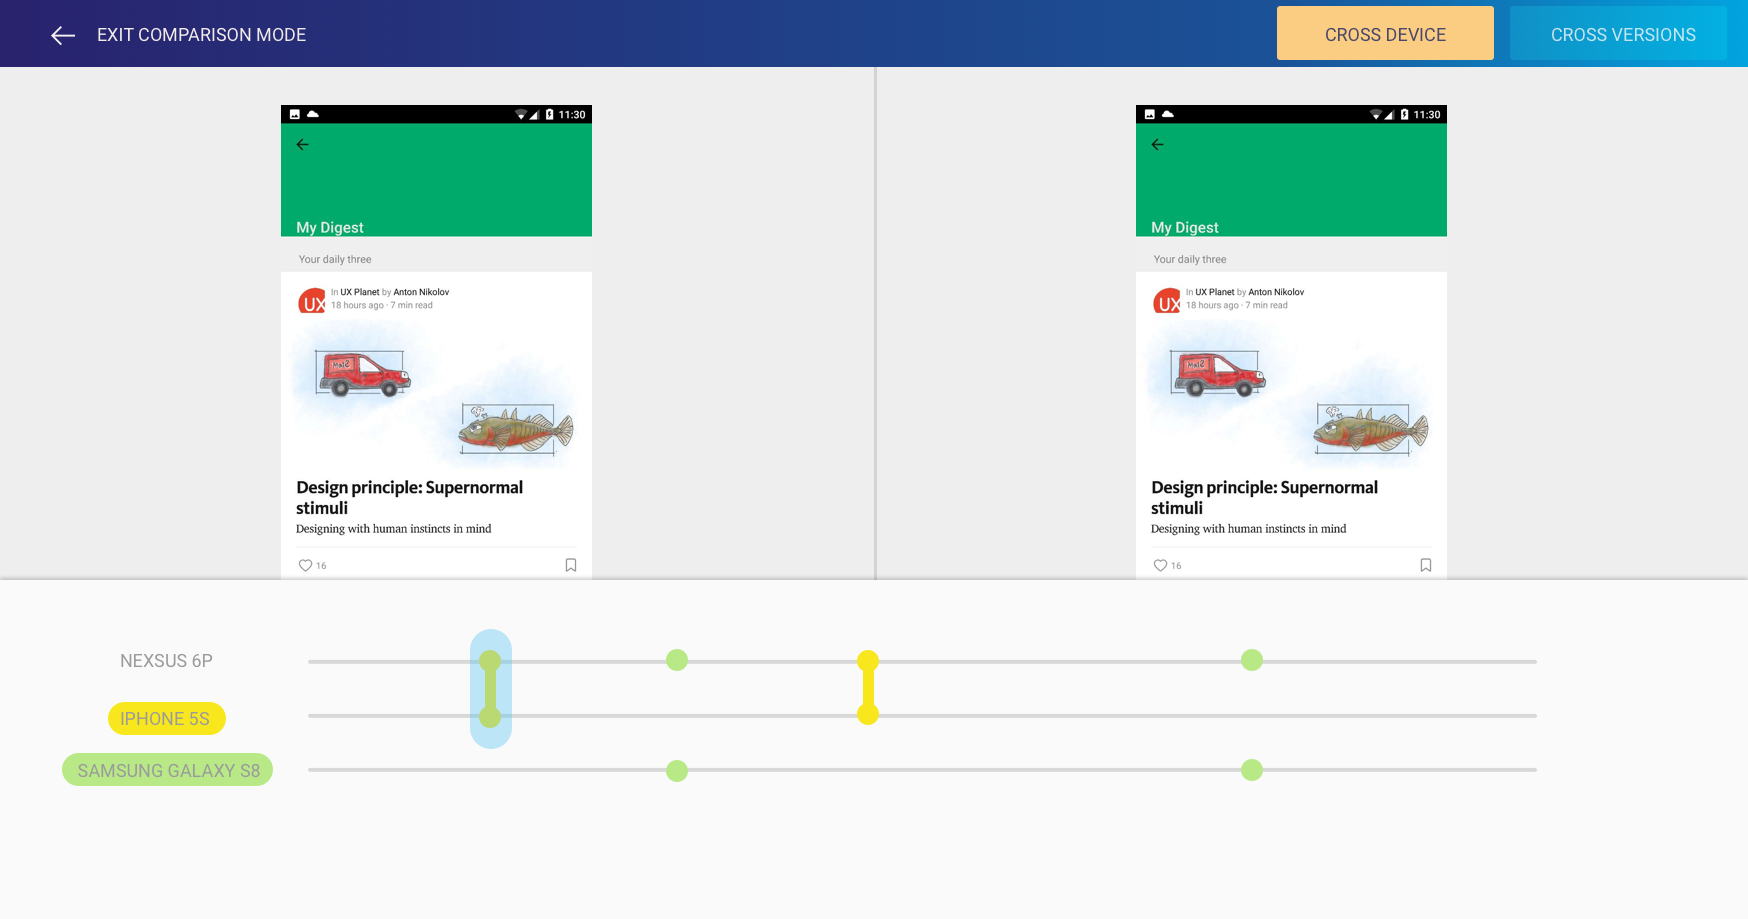 EXIT COMPARISON MODE
CROSS DEVICE
CROSS VERSIONS
11:30
My Digest
Your daily three
UX
In UX Planet by Anton Nikolov
18 hours ago · 7 min read
Design principle: Supernormal
stimuli
Designing with human instincts in mind
16
11:30
My Digest
Your daily three
UX
In UX Planet by Anton Nikolov
18 hours ago · 7 min read
Design principle: Supernormal
stimuli
Designing with human instincts in mind
16
NEXSUS 6P
IPHONE 5S
SAMSUNG GALAXY S8